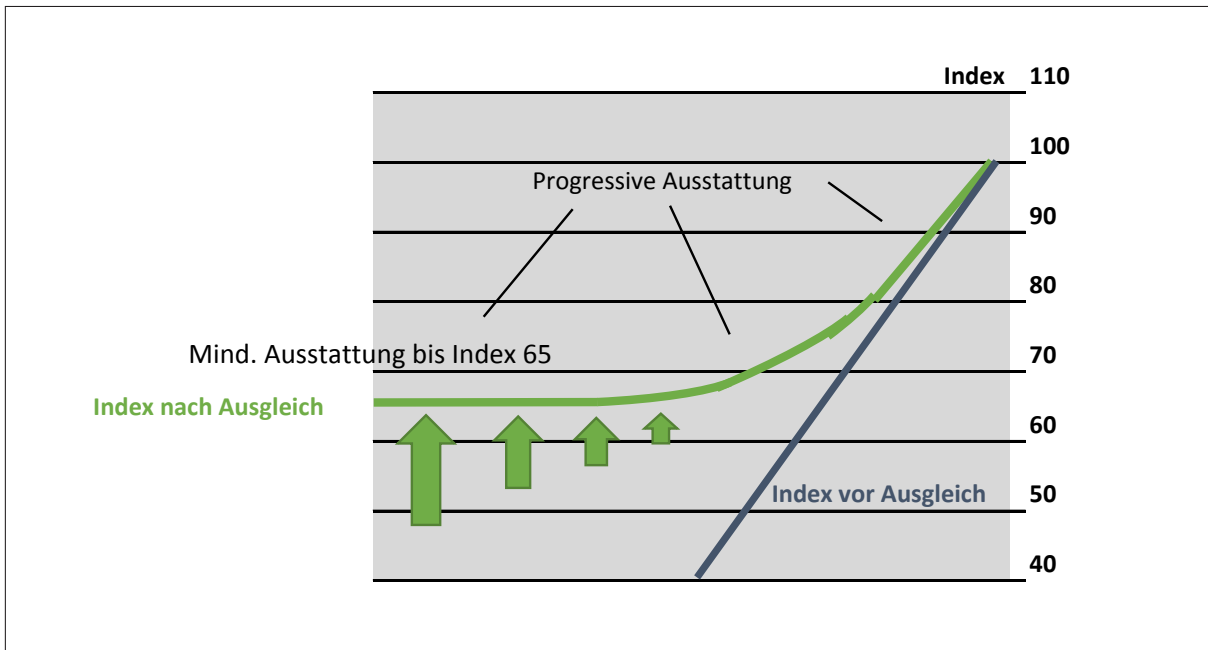 Index 110
100
Progressive Ausstattung
90
80
Mind. Ausstattung bis Index 65
70
Index nach Ausgleich
60
Index vor Ausgleich
50
40